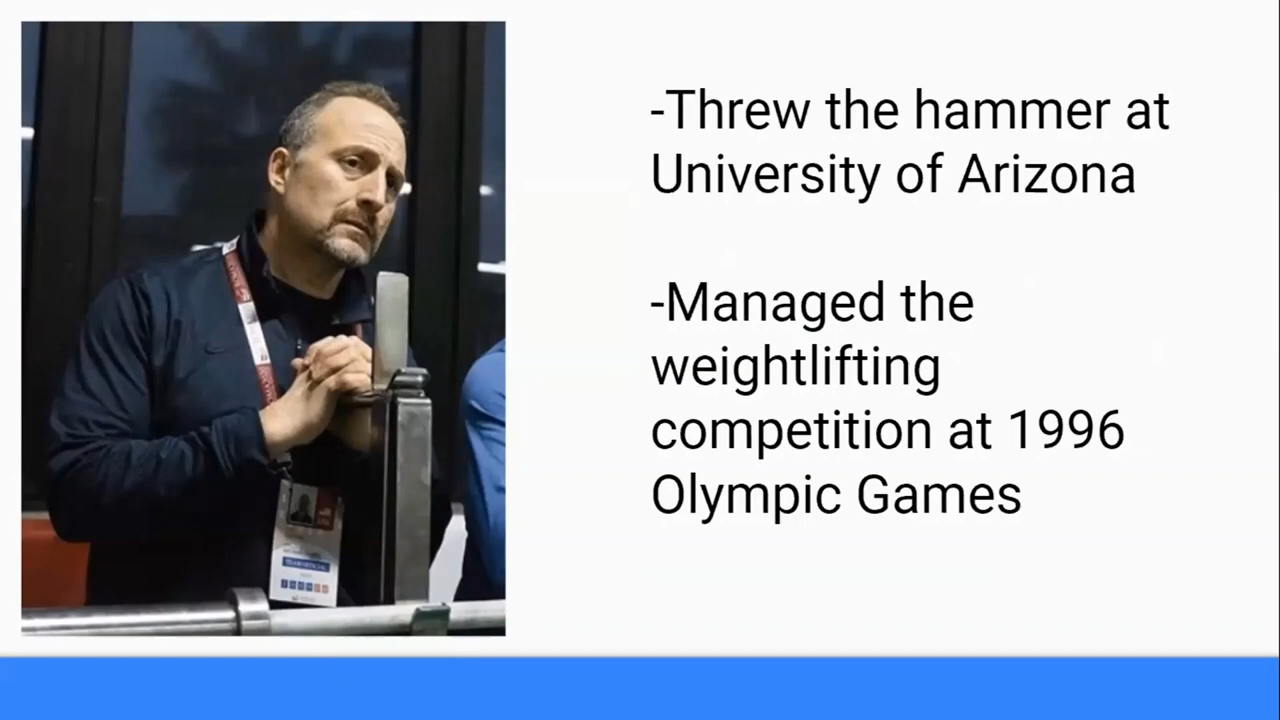 -Threw the hammer at
University of Arizona
-Managed the
weightlifting
competition at 1996
Olympic Games